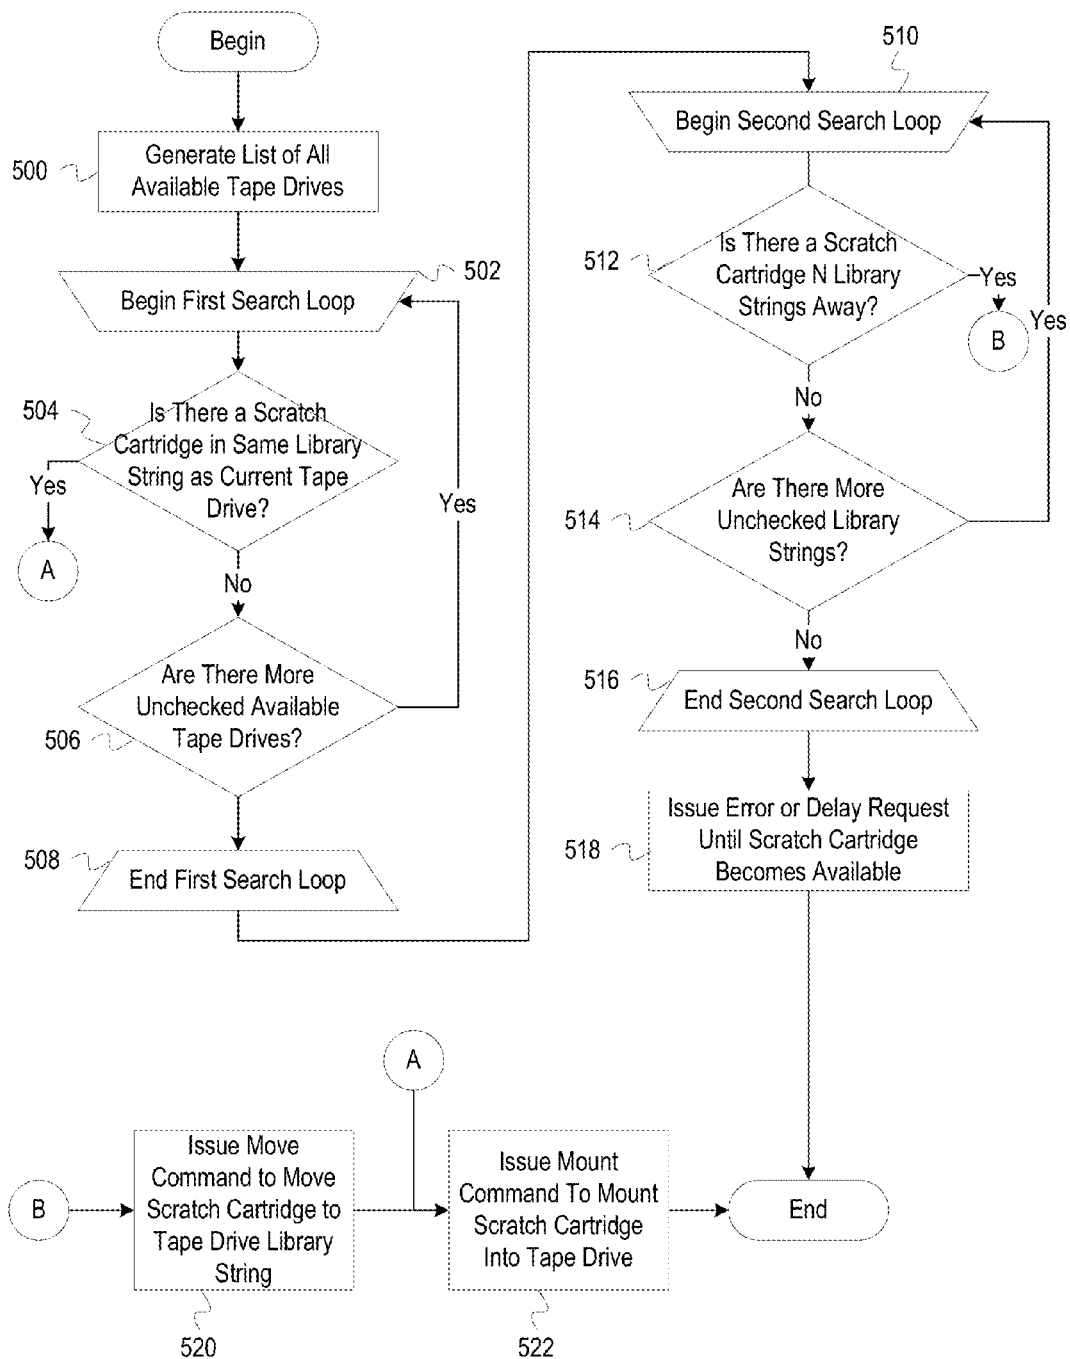 Begin
500
Generate List of All
Available Tape Drives
502
Begin First Search Loop
504
Is There a Scratch
Cartridge in Same Library
String as Current Tape
Drive?
Yes
A
No
Yes
Are There More
Unchecked Available
Tape Drives?
506
508
End First Search Loop
510
Begin Second Search Loop
512
Is There a Scratch
Cartridge N Library
Strings Away?
Yes
B
Yes
No
514
Are There More
Unchecked Library
Strings?
No
516
End Second Search Loop
518
Issue Error or Delay Request
Until Scratch Cartridge
Becomes Available
A
B
Issue Move
Command to Move
Scratch Cartridge to
Tape Drive Library
String
520
Issue Mount
Command To Mount
Scratch Cartridge
Into Tape Drive
522
End